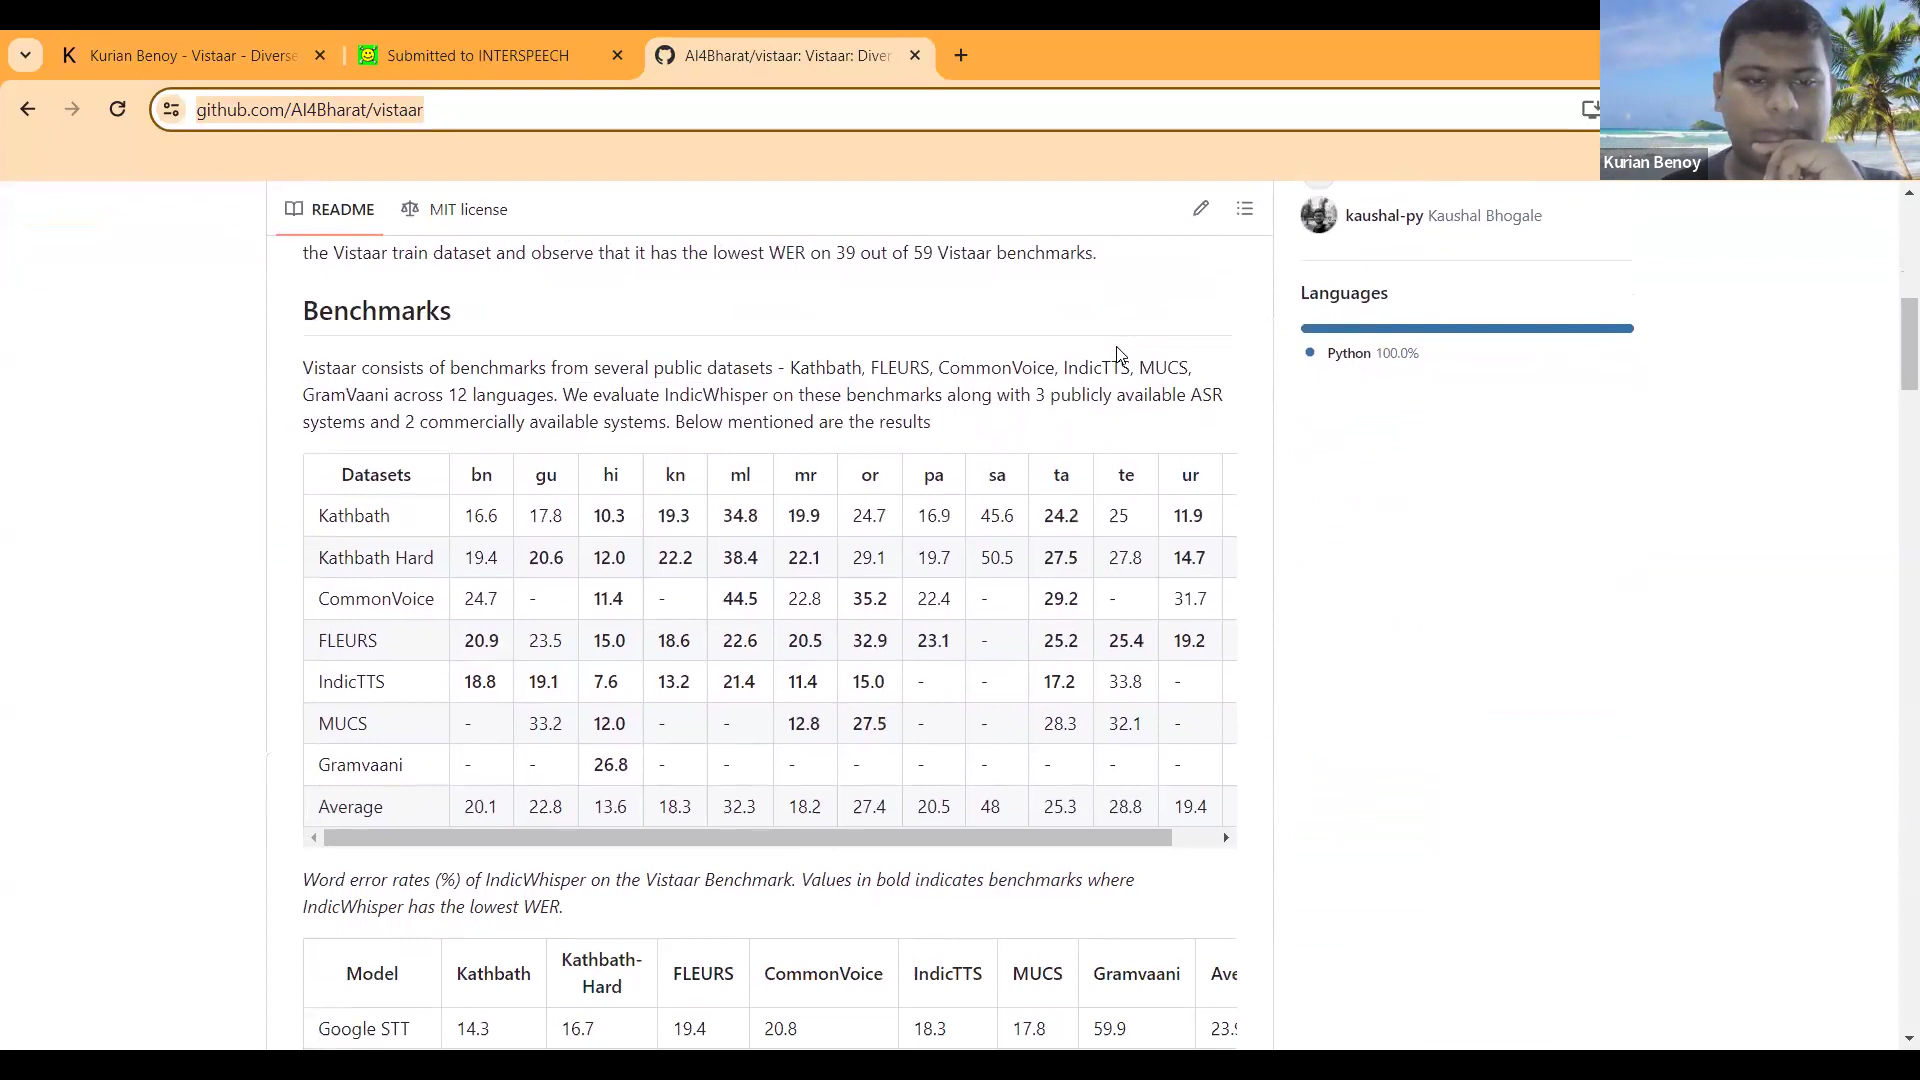 Kurian Benoy - Vistaar - Diverse
Submitted to INTERSPEECH
AI4Bharat/vistaar: Vistaar: Diver
github.com/AI4Bharat/vistaar
Kurian Benoy
README MIT license
kaushal-py Kaushal Bhogale
the Vistaar train dataset and observe that it has the lowest WER on 39 out of 59 Vistaar benchmarks.
Languages
Python 100.0%
Benchmarks
Vistaar consists of benchmarks from several public datasets - Kathbath, FLEURS, CommonVoice, IndicTTS, MUCS,
GramVaani across 12 languages. We evaluate IndicWhisper on these benchmarks along with 3 publicly available ASR
systems and 2 commercially available systems. Below mentioned are the results
Datasets bn gu hi kn ml mr or pa sa ta te ur
Kathbath 16.6 17.8 10.3 19.3 34.8 19.9 24.7 16.9 45.6 24.2 25 11.9
Kathbath Hard 19.4 20.6 12.0 22.2 38.4 22.1 29.1 19.7 50.5 27.5 27.8 14.7
CommonVoice 24.7 - 11.4 - 44.5 22.8 35.2 22.4 - 29.2 - 31.7
FLEURS 20.9 23.5 15.0 18.6 22.6 20.5 32.9 23.1 - 25.2 25.4 19.2
IndicTTS 18.8 19.1 7.6 13.2 21.4 11.4 15.0 - - 17.2 33.8 -
MUCS - 33.2 12.0 - - 12.8 27.5 - - 28.3 32.1 -
Gramvaani - - 26.8 - - - - - - - - -
Average 20.1 22.8 13.6 18.3 32.3 18.2 27.4 20.5 48 25.3 28.8 19.4
Word error rates (%) of IndicWhisper on the Vistaar Benchmark. Values in bold indicates benchmarks where
IndicWhisper has the lowest WER.
Model Kathbath Kathbath-
Hard FLEURS CommonVoice IndicTTS MUCS Gramvaani Ave
Google STT 14.3 16.7 19.4 20.8 18.3 17.8 59.9 23.9